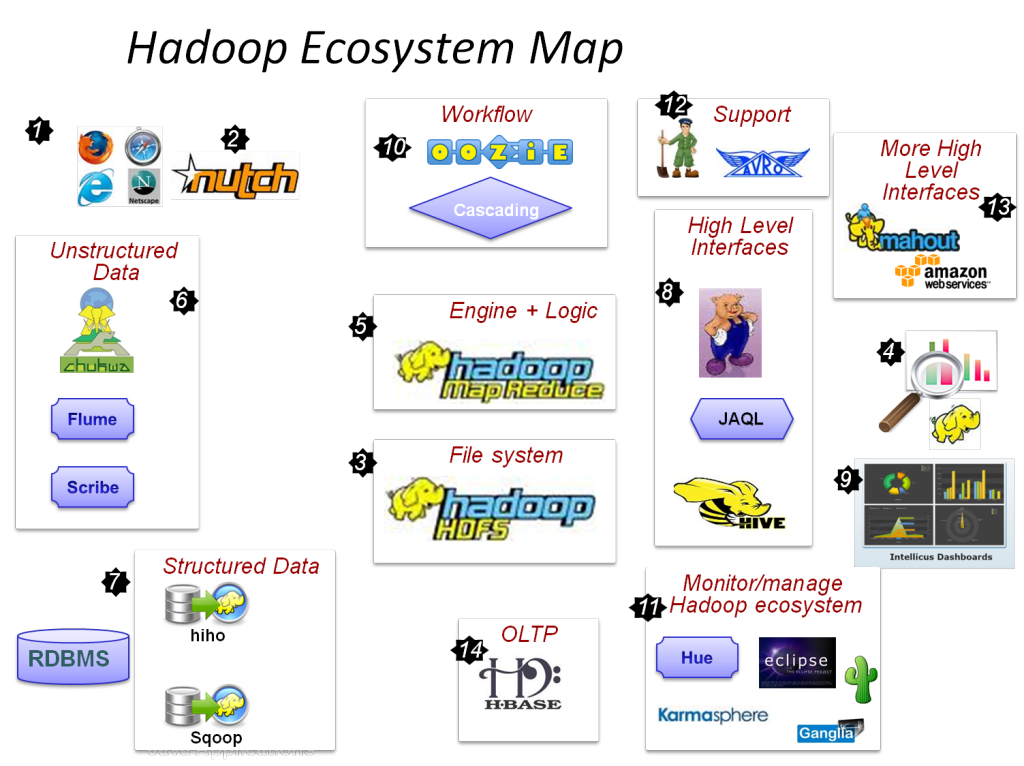 Hadoop Ecosystem Map
1
2
nutch
Netscape
Workflow
10
OOZiE
Cascading
12
Support
AVRO
More High
Level
Interfaces
13
mahout
amazon
webservices™
Unstructured
Data
6
chukwa
Flume
Scribe
5
Engine + Logic
hadoop
Map Reduce
3
File system
hadoop
HDFS
High Level
Interfaces
8
JAQL
HIVE
4
9
Intellicus Dashboards
7
Structured Data
hiho
RDBMS
Sqoop
14
OLTP
H
HBASE
11
Monitor/manage
Hadoop ecosystem
Hue
eclipse
Karmasphere
Ganglia